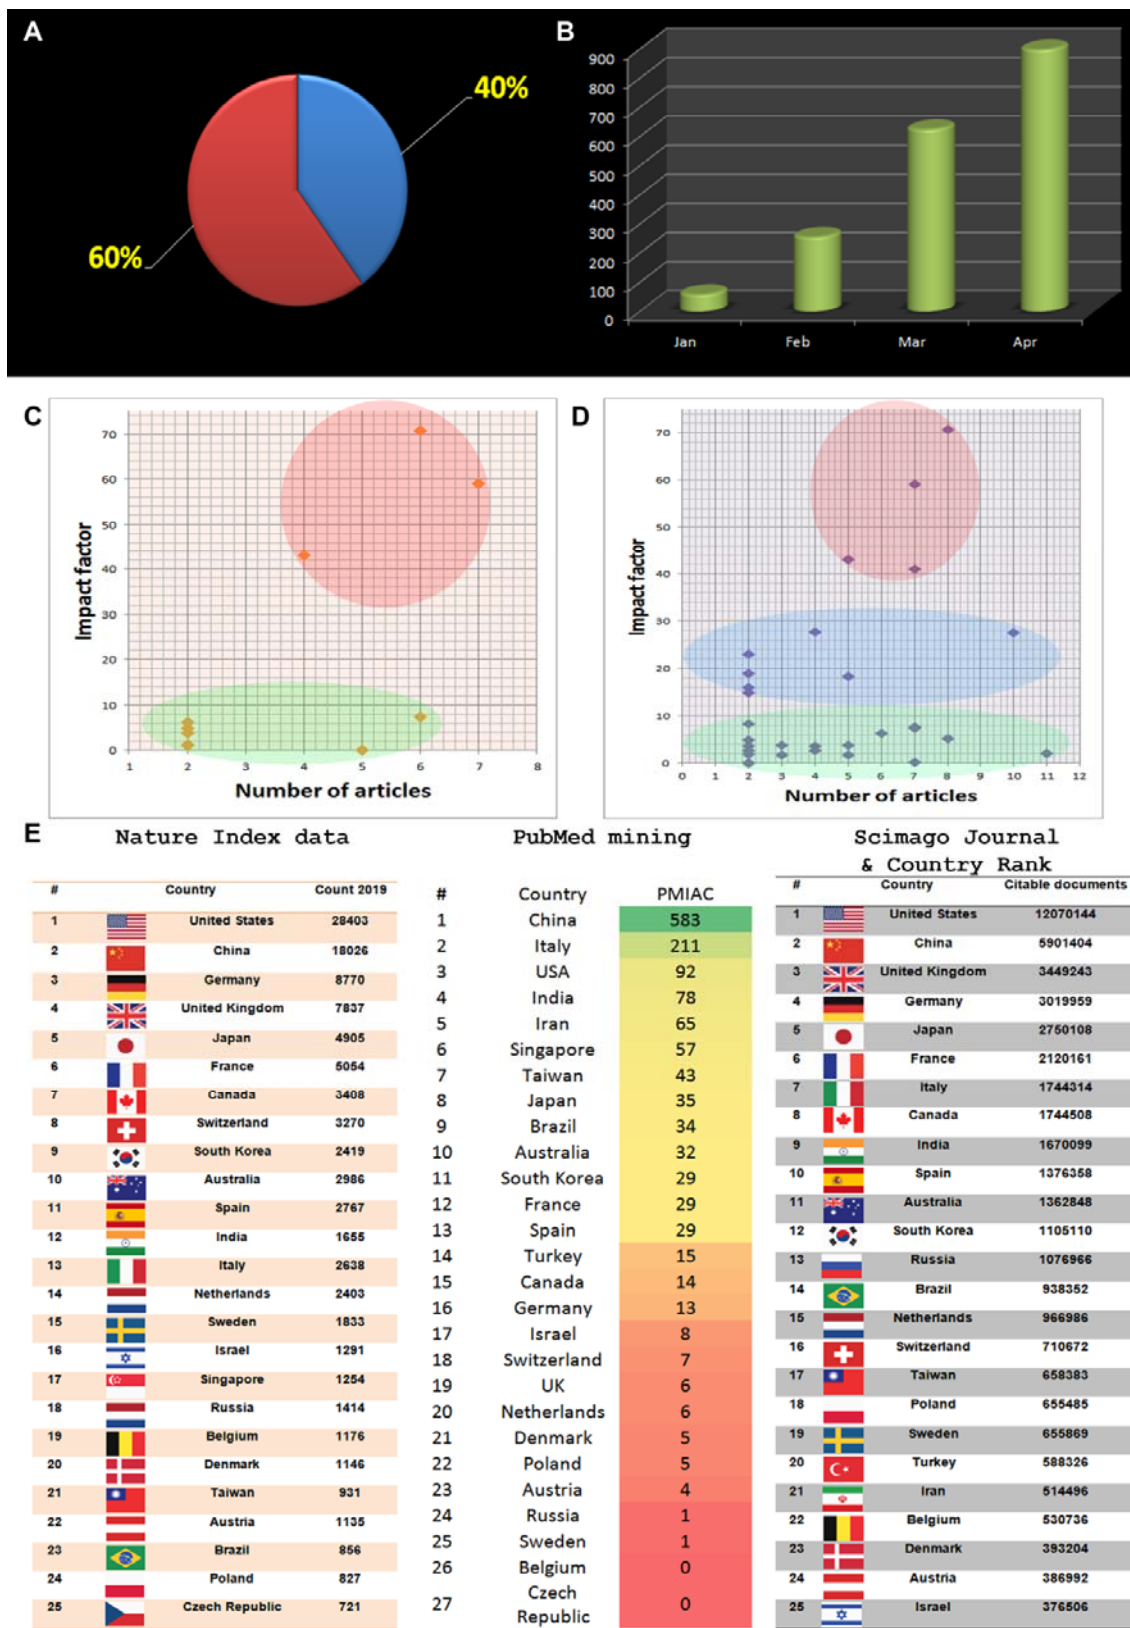 A
40%
60%
B
900
800
700
600
500
400
300
200
100
0
Jan Feb Mar Apr
C
70
60
50
40
30
20
10
0
1 2 3 4 5 6 7 8
Impact factor
Number of articles
D
70
60
50
40
30
20
10
0
0 1 2 3 4 5 6 7 8 9 10 11 12
Impact factor
Number of articles
E
Nature Index data
# Country Count 2019
1 United States 28403
2 China 18026
3 Germany 8770
4 United Kingdom 7837
5 Japan 4905
6 France 5054
7 Canada 3408
8 Switzerland 3270
9 South Korea 2419
10 Australia 2986
11 Spain 2767
12 India 1655
13 Italy 2638
14 Netherlands 2403
15 Sweden 1833
16 Israel 1291
17 Singapore 1254
18 Russia 1414
19 Belgium 1176
20 Denmark 1146
21 Taiwan 931
22 Austria 1135
23 Brazil 856
24 Poland 827
25 Czech Republic 721
PubMed mining
# Country PMIAC
1 China 583
2 Italy 211
3 USA 92
4 India 78
5 Iran 65
6 Singapore 57
7 Taiwan 43
8 Japan 35
9 Brazil 34
10 Australia 32
11 South Korea 29
12 France 29
13 Spain 29
14 Turkey 15
15 Canada 14
16 Germany 13
17 Israel 8
18 Switzerland 7
19 UK 6
20 Netherlands 6
21 Denmark 5
22 Poland 5
23 Austria 4
24 Russia 1
25 Sweden 1
26 Belgium 0
27 Czech
Republic 0
Scimago Journal
& Country Rank
# Country Citable documents
1 United States 12070144
2 China 5901404
3 United Kingdom 3449243
4 Germany 3019959
5 Japan 2750108
6 France 2120161
7 Italy 1744314
8 Canada 1744508
9 India 1670099
10 Spain 1376358
11 Australia 1362848
12 South Korea 1105110
13 Russia 1076966
14 Brazil 938352
15 Netherlands 966986
16 Switzerland 710672
17 Taiwan 658383
18 Poland 655485
19 Sweden 655869
20 Turkey 588326
21 Iran 514496
22 Belgium 530736
23 Denmark 393204
24 Austria 386992
25 Israel 376506